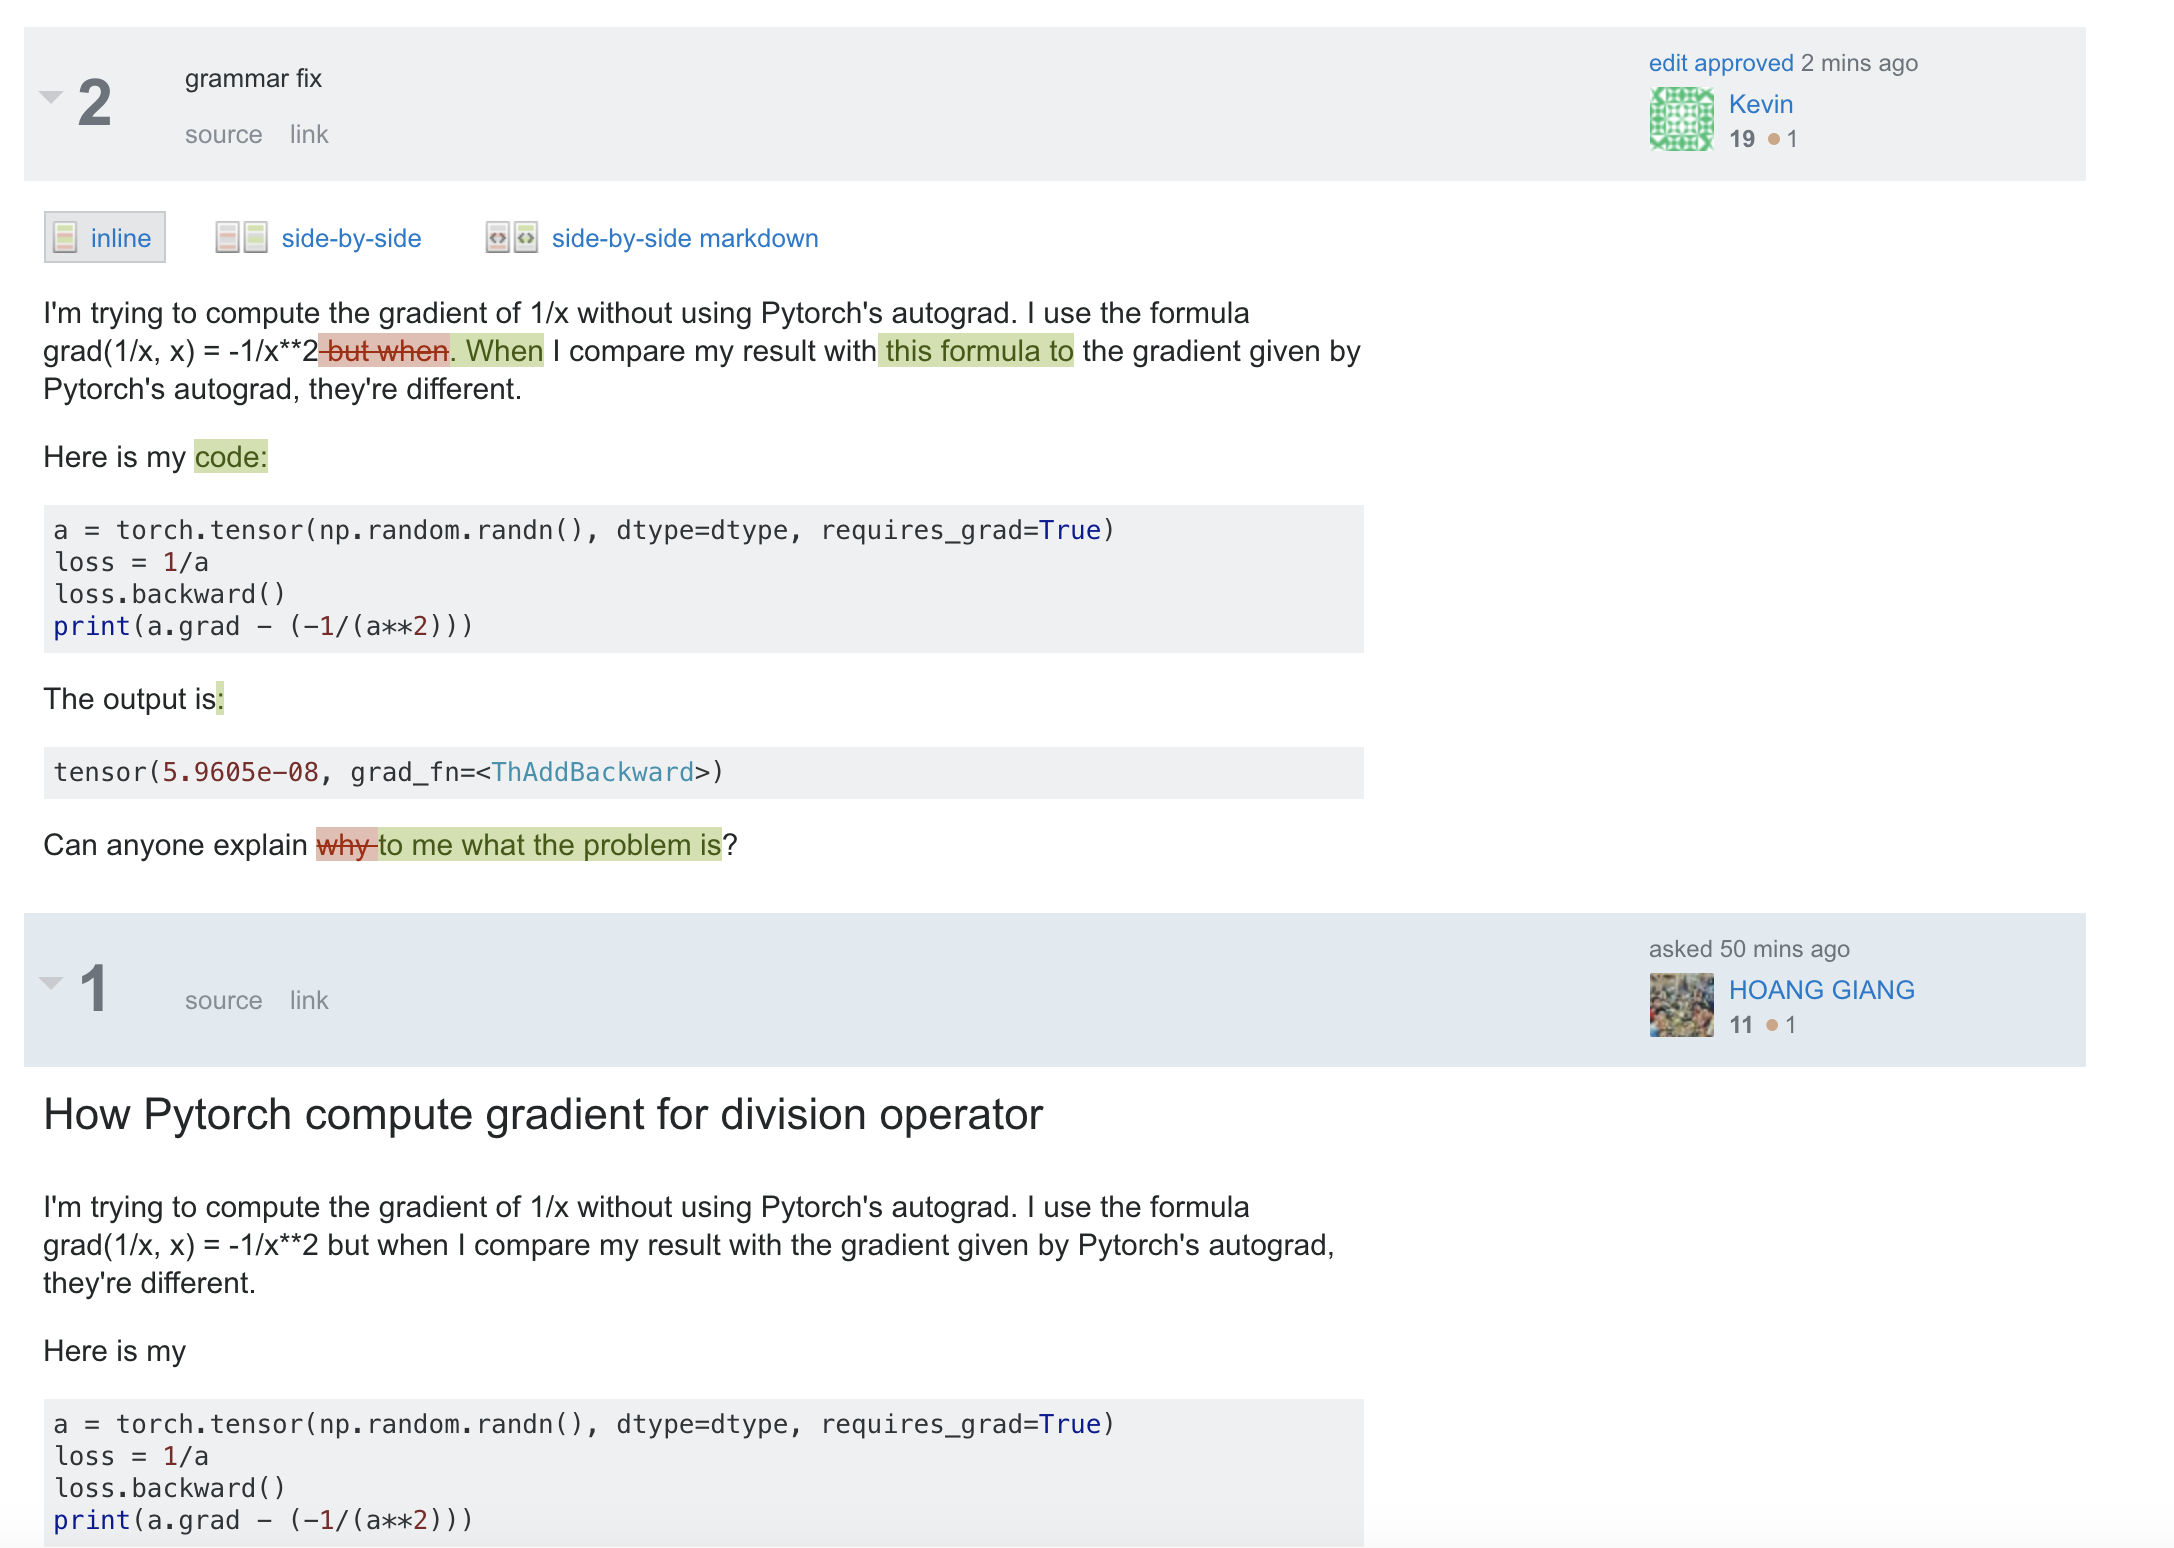 2
grammar fix
source link
edit approved 2 mins ago
Kevin
19 1
inline side-by-side side-by-side markdown
I'm trying to compute the gradient of 1/x without using Pytorch's autograd. I use the formula
grad(1/x, x) = -1/x**2 but when. When I compare my result with this formula to the gradient given by
Pytorch's autograd, they're different.
Here is my code:
a = torch.tensor(np.random.randn(), dtype=dtype, requires_grad=True)
loss = 1/a
loss.backward()
print(a.grad - (-1/(a**2)))
The output is:
tensor(5.9605e-08, grad_fn=<ThAddBackward>)
Can anyone explain why to me what the problem is?
1
source link
asked 50 mins ago
HOANG GIANG
11 1
How Pytorch compute gradient for division operator
I'm trying to compute the gradient of 1/x without using Pytorch's autograd. I use the formula
grad(1/x, x) = -1/x**2 but when I compare my result with the gradient given by Pytorch's autograd,
they're different.
Here is my
a = torch.tensor(np.random.randn(), dtype=dtype, requires_grad=True)
loss = 1/a
loss.backward()
print(a.grad - (-1/(a**2)))